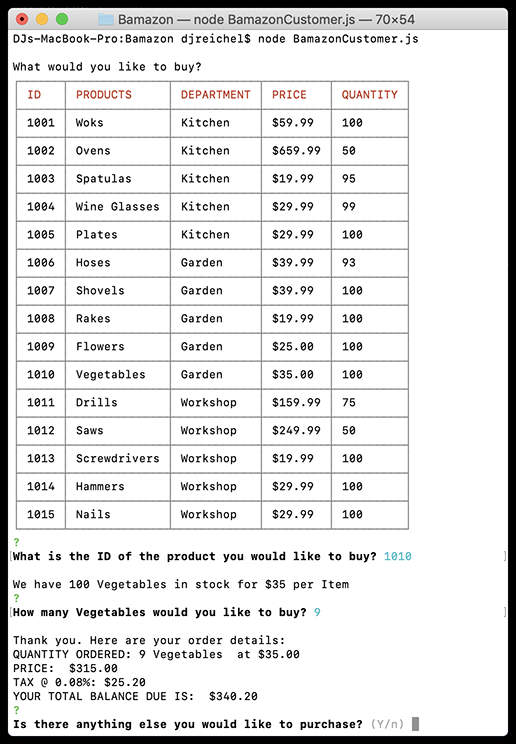 Bamazon — node BamazonCustomer.js — 70×54
DJs-MacBook-Pro:Bamazon djreichel$ node BamazonCustomer.js
What would you like to buy?
ID PRODUCTS DEPARTMENT PRICE QUANTITY
1001 Woks Kitchen $59.99 100
1002 Ovens Kitchen $659.99 50
1003 Spatulas Kitchen $19.99 95
1004 Wine Glasses Kitchen $29.99 99
1005 Plates Kitchen $29.99 100
1006 Hoses Garden $39.99 93
1007 Shovels Garden $39.99 100
1008 Rakes Garden $19.99 100
1009 Flowers Garden $25.00 100
1010 Vegetables Garden $35.00 100
1011 Drills Workshop $159.99 75
1012 Saws Workshop $249.99 50
1013 Screwdrivers Workshop $19.99 100
1014 Hammers Workshop $29.99 100
1015 Nails Workshop $29.99 100
?
[What is the ID of the product you would like to buy? 1010 ]
We have 100 Vegetables in stock for $35 per Item
?
[How many Vegetables would you like to buy? 9 ]
Thank you. Here are your order details:
QUANTITY ORDERED: 9 Vegetables  at $35.00
PRICE:  $315.00
TAX @ 0.08%: $25.20
YOUR TOTAL BALANCE DUE IS:  $340.20
?
Is there anything else you would like to purchase? (Y/n)